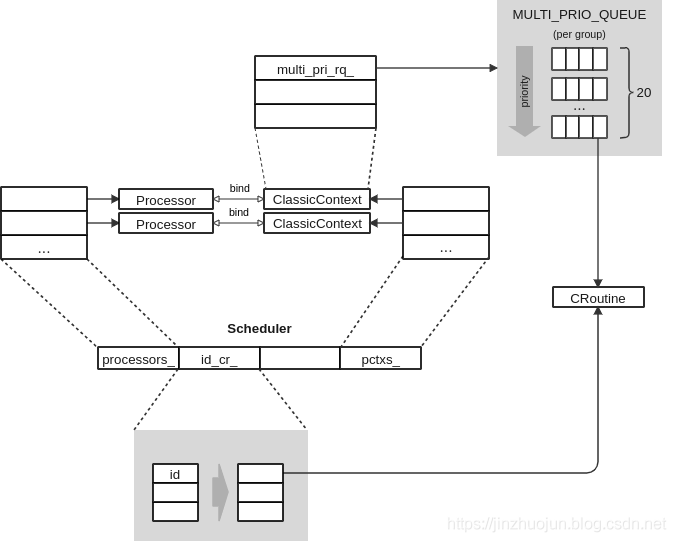 MULTI_PRIO_QUEUE
(per group)
priority
...
20
multi_pri_rq_
Processor
bind
ClassicContext
Processor
bind
ClassicContext
...
...
CRoutine
Scheduler
processors_
id_cr_
pctxs_
id
https://jinzhuojun.blog.csdn.net